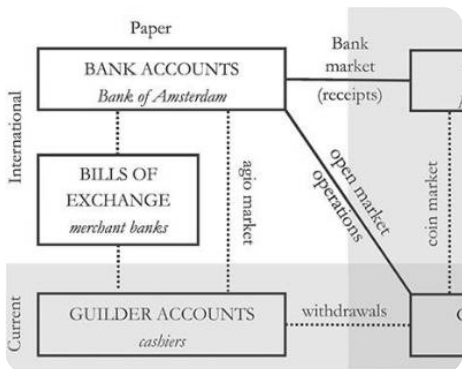 Paper
Bank
market
(receipts)
BANK ACCOUNTS
Bank of Amsterdam
International
BILLS OF
EXCHANGE
merchant banks
agio market
open market
operations
coin market
Current
GUILDER ACCOUNTS
cashiers
withdrawals